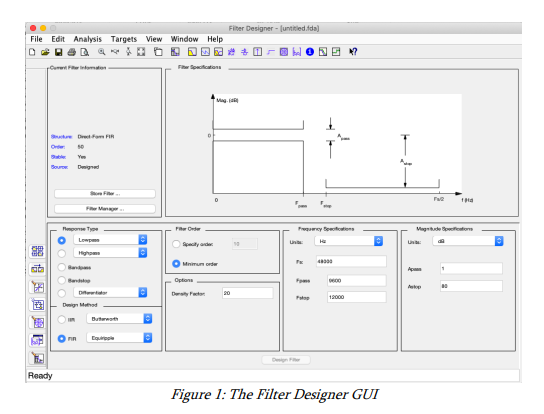 Filter Designer - [untitled.fda]
File Edit Analysis Targets View Window Help
Current Filter Information
Structure: Direct-Form FIR
Order: 50
Stable: Yes
Source: Designed
Store Filter ...
Filter Manager ...
Filter Specifications
Mag. (dB)
0
A pass
A stop
0
F pass
F stop
Fs/2
f (Hz)
Response Type
Lowpass
Highpass
Bandpass
Bandstop
Differentiator
Design Method
IIR Butterworth
FIR Equiripple
Filter Order
Specify order: 10
Minimum order
Options
Density Factor: 20
Frequency Specifications
Units: Hz
Fs: 48000
Fpass 9600
Fstop 12000
Magnitude Specifications
Units: dB
Apass 1
Astop 80
Design Filter
Ready
Figure 1: The Filter Designer GUI